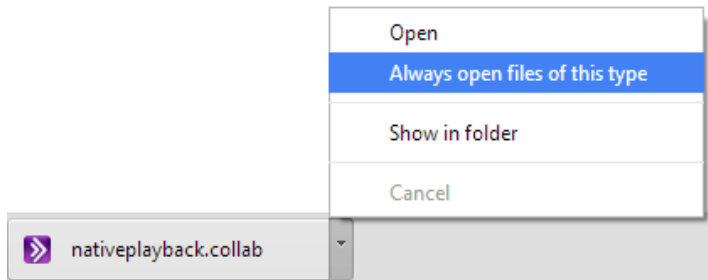 Open
Always open files of this type
Show in folder
Cancel
nativeplayback.collab